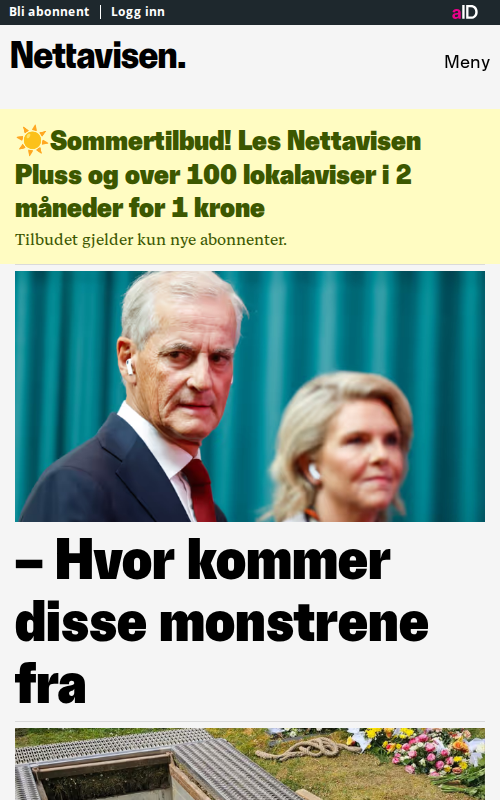 Bli abonnent
Logg inn
aID
Nettavisen.
Meny
☀️Sommertilbud! Les Nettavisen
Pluss og over 100 lokalaviser i 2
måneder for 1 krone
Tilbudet gjelder kun nye abonnenter.
– Hvor kommer
disse monstrene
fra